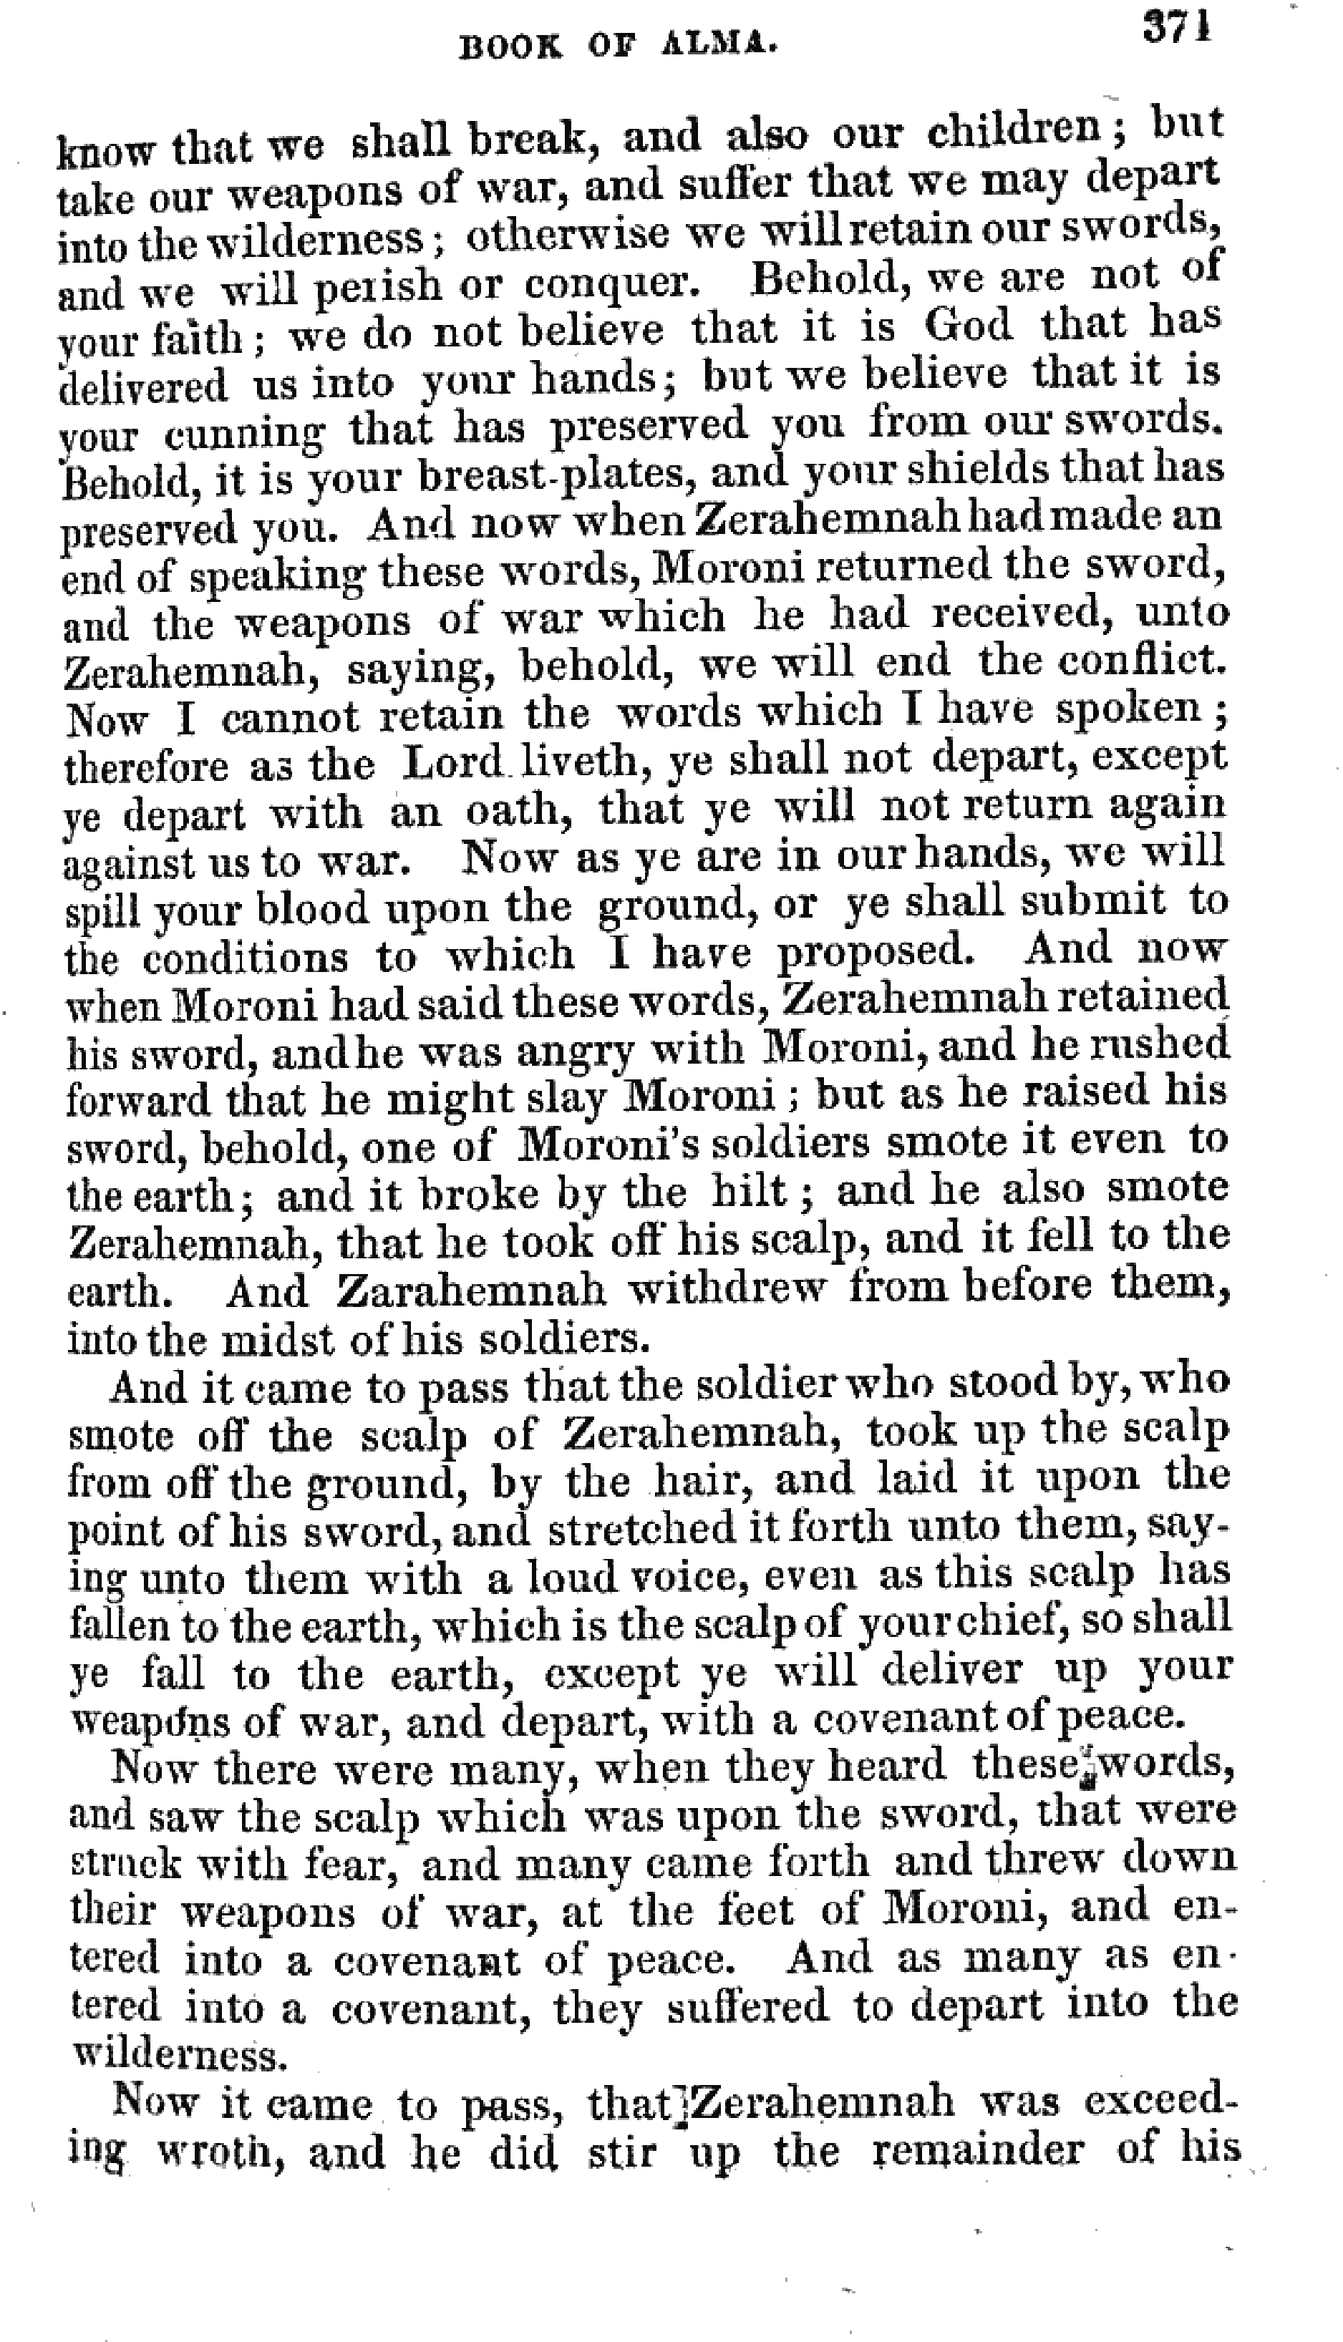 BOOK OF ALMA. 371
know that we shall break, and also our children; but
take our weapons of war, and suffer that we may depart
into the wilderness; otherwise we will retain our swords,
and we will perish or conquer. Behold, we are not of
your faith; we do not believe that it is God that has
delivered us into your hands; but we believe that it is
your cunning that has preserved you from our swords.
Behold, it is your breast-plates, and your shields that has
preserved you. And now when Zerahemnah had made an
end of speaking these words, Moroni returned the sword,
and the weapons of war which he had received, unto
Zerahemnah, saying, behold, we will end the conflict.
Now I cannot retain the words which I have spoken;
therefore as the Lord liveth, ye shall not depart, except
ye depart with an oath, that ye will not return again
against us to war. Now as ye are in our hands, we will
spill your blood upon the ground, or ye shall submit to
the conditions to which I have proposed. And now
when Moroni had said these words, Zerahemnah retained
his sword, and he was angry with Moroni, and he rushed
forward that he might slay Moroni; but as he raised his
sword, behold, one of Moroni's soldiers smote it even to
the earth; and it broke by the hilt; and he also smote
Zerahemnah, that he took off his scalp, and it fell to the
earth. And Zarahemnah withdrew from before them,
into the midst of his soldiers.
And it came to pass that the soldier who stood by, who
smote off the scalp of Zerahemnah, took up the scalp
from off the ground, by the hair, and laid it upon the
point of his sword, and stretched it forth unto them, say-
ing unto them with a loud voice, even as this scalp has
fallen to the earth, which is the scalp of your chief, so shall
ye fall to the earth, except ye will deliver up your
weapons of war, and depart, with a covenant of peace.
Now there were many, when they heard these words,
and saw the scalp which was upon the sword, that were
struck with fear, and many came forth and threw down
their weapons of war, at the feet of Moroni, and en-
tered into a covenant of peace. And as many as en-
tered into a covenant, they suffered to depart into the
wilderness.
Now it came to pass, that Zerahemnah was exceed-
ing wroth, and he did stir up the remainder of his